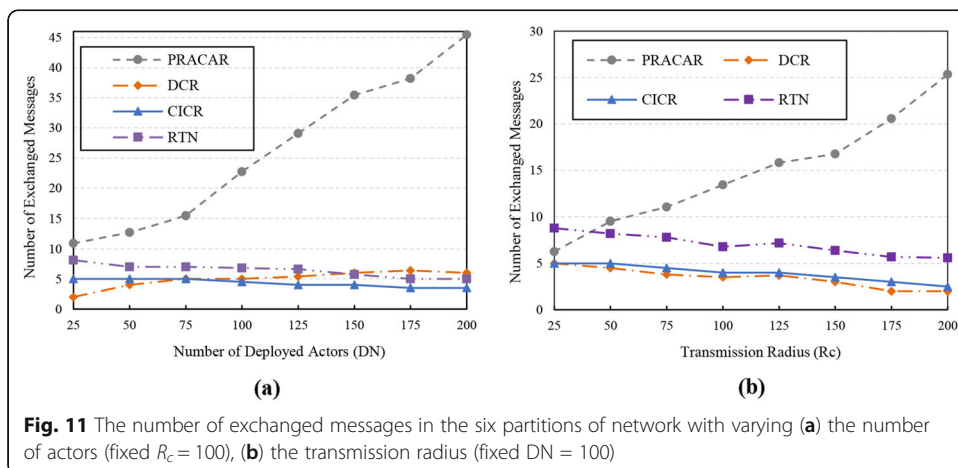 45
40
35
30
25
20
15
10
5
0
Number of Exchanged Messages
PRACAR
DCR
CICR
RTN
25 50 75 100 125 150 175 200
Number of Deployed Actors (DN)
(a)
30
25
20
15
10
5
0
Number of Exchanged Messages
PRACAR DCR
CICR RTN
25 50 75 100 125 150 175 200
Transmission Radius (Rc)
(b)
Fig. 11 The number of exchanged messages in the six partitions of network with varying (a) the number
of actors (fixed Rc = 100), (b) the transmission radius (fixed DN = 100)